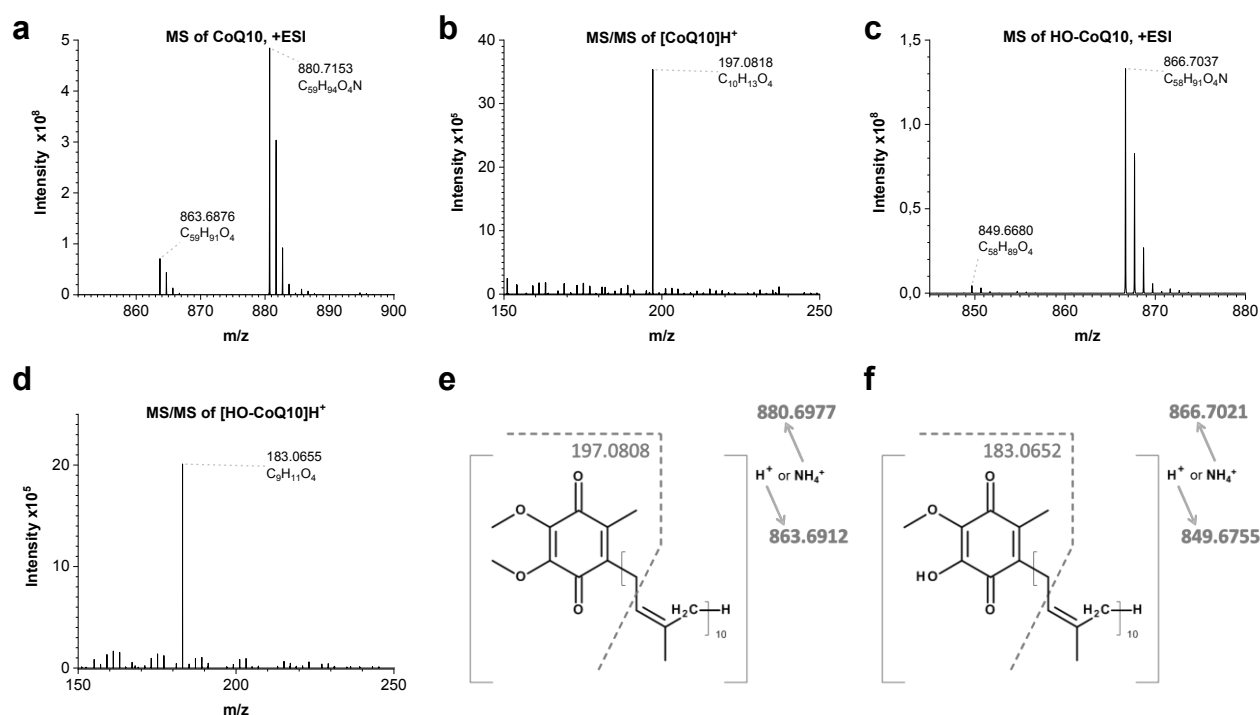 a
MS of CoQ10, +ESI
Intensity x10⁸
5
4
3
2
1
0
880.7153
C₅₉H₉₄O₄N
863.6876
C₅₉H₉₁O₄
860
870
880
890
900
m/z
b
MS/MS of [CoQ10]H⁺
Intensity x10⁵
40
30
20
10
0
197.0818
C₁₀H₁₃O₄
150
200
250
m/z
c
MS of HO-CoQ10, +ESI
Intensity x10⁸
1,5
1,0
0,5
0,0
866.7037
C₅₈H₉₁O₄N
849.6680
C₅₈H₈₉O₄
850
860
870
880
m/z
d
MS/MS of [HO-CoQ10]H⁺
Intensity x10⁵
20
10
0
183.0655
C₉H₁₁O₄
150
200
250
m/z
e
880.6977
197.0808
H⁺ or NH₄⁺
863.6912
O
O
O
O
H₂C
H
10
f
866.7021
183.0652
H⁺ or NH₄⁺
849.6755
O
O
HO
O
H₂C
H
10